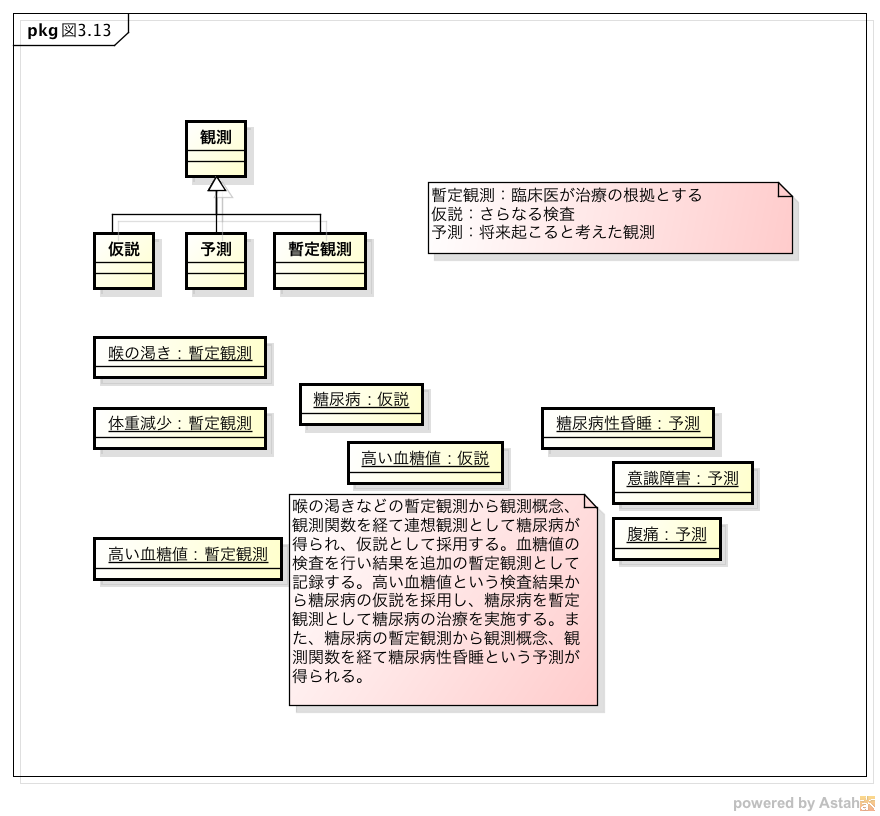 pkg 図3.13
観測
暫定観測：臨床医が治療の根拠とする
仮説：さらなる検査
予測：将来起こると考えた観測
仮説
予測
暫定観測
喉の渇き：暫定観測
糖尿病：仮説
体重減少：暫定観測
糖尿病性昏睡：予測
高い血糖値：仮説
意識障害：予測
腹痛：予測
高い血糖値：暫定観測
喉の渇きなどの暫定観測から観測概念、
観測関数を経て連想観測として糖尿病が
得られ、仮説として採用する。血糖値の
検査を行い結果を追加の暫定観測として
記録する。高い血糖値という検査結果か
ら糖尿病の仮説を採用し、糖尿病を暫定
観測として糖尿病の治療を実施する。ま
た、糖尿病の暫定観測から観測概念、観
測関数を経て糖尿病性昏睡という予測が
得られる。
powered by Astah